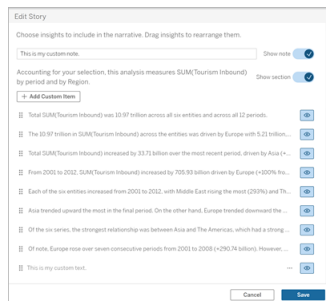 Edit Story
Choose insights to include in the narrative. Drag insights to rearrange them.
This is my custom note.
Show note
Accounting for your selection, this analysis measures SUM(Tourism Inbound)
by period and by Region.
Show section
+ Add Custom Item
Total SUM(Tourism Inbound) was 10.97 trillion across all six entities and across all 12 periods.
The 10.97 trillion in SUM(Tourism Inbound) across the entities was driven by Europe with 5.21 trillion,...
Total SUM(Tourism Inbound) increased by 33.71 billion over the most recent period, driven by Asia (+...
From 2001 to 2012, SUM(Tourism Inbound) increased by 705.93 billion driven by Europe (+100% fro...
Each of the six entities increased from 2001 to 2012, with Middle East rising the most (293%) and Th...
Asia trended upward the most in the final period. On the other hand, Europe trended downward the ...
Of the six series, the strongest relationship was between Asia and The Americas, which had a strong ...
Of note, Europe rose over seven consecutive periods from 2001 to 2008 (+290.74 billion). However, ...
This is my custom text.
...
Cancel
Save